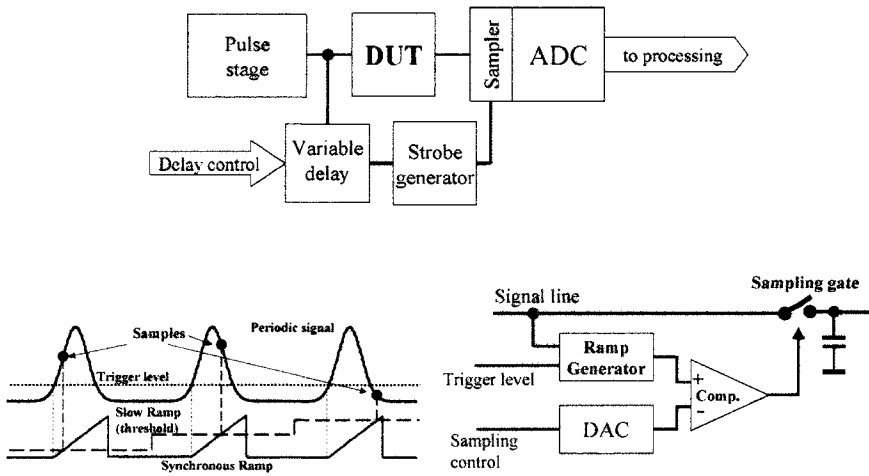 Pulse
stage
DUT
Sampler
ADC
to processing
Delay control
Variable
delay
Strobe
generator
Samples
Periodic signal
Trigger level
Slow Ramp
(threshold)
Synchronous Ramp
Sampling gate
Signal line
Ramp
Generator
Trigger level
+
Comp.
-
DAC
Sampling
control